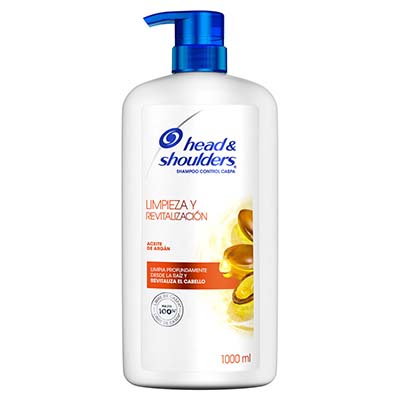 head&
shoulders
SHAMPOO CONTROL CASPA
LIMPIEZA Y
REVITALIZACIÓN
ACEITE
DE ARGÁN
LIMPIA PROFUNDAMENTE
DESDE LA RAÍZ Y
REVITALIZA EL CABELLO
100%
1000 ml